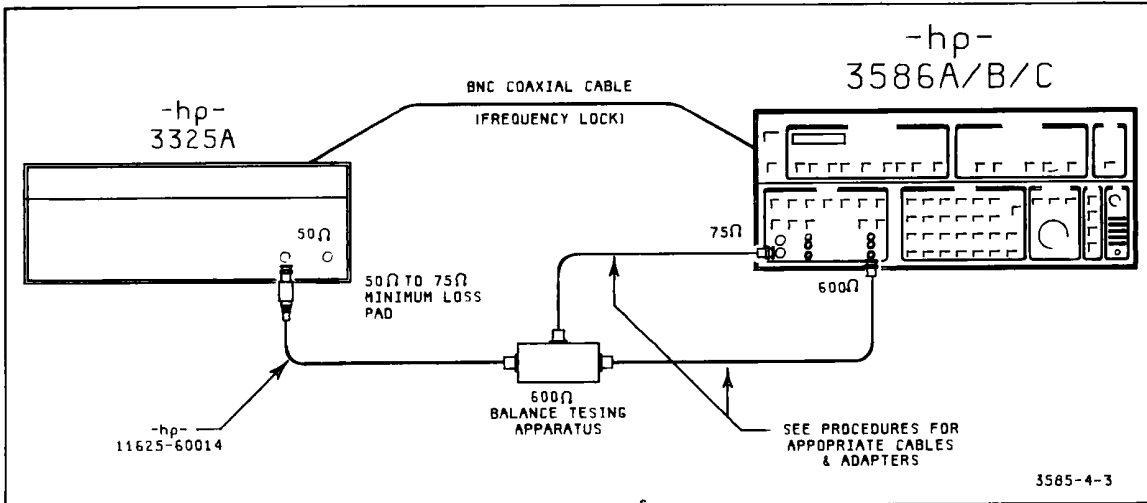 -hp-
3586A/B/C
BNC COAXIAL CABLE
(FREQUENCY LOCK)
-hp-
3325A
50Ω
75Ω
600Ω
50Ω TO 75Ω
MINIMUM LOSS
PAD
600Ω
BALANCE TESING
APPARATUS
-hp-
11625-60014
SEE PROCEDURES FOR
APPOPRIATE CABLES
& ADAPTERS
3585-4-3